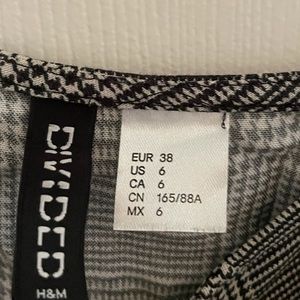 DIVIDED
H&M
EUR 38
US 6
CA 6
CN 165/88A
MX 6